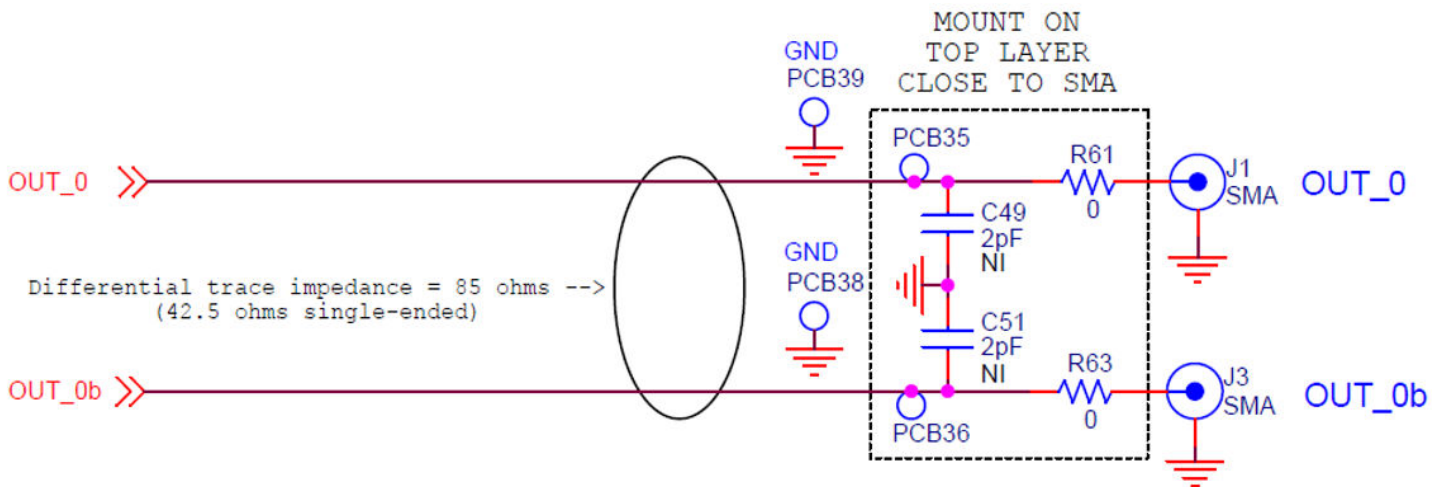 MOUNT ON
TOP LAYER
CLOSE TO SMA
GND
PCB39
PCB35
R61
0
J1
SMA
OUT_0
OUT_0
C49
2pF
NI
GND
PCB38
Differential trace impedance = 85 ohms -->
(42.5 ohms single-ended)
C51
2pF
NI
R63
0
J3
SMA
OUT_0b
OUT_0b
PCB36